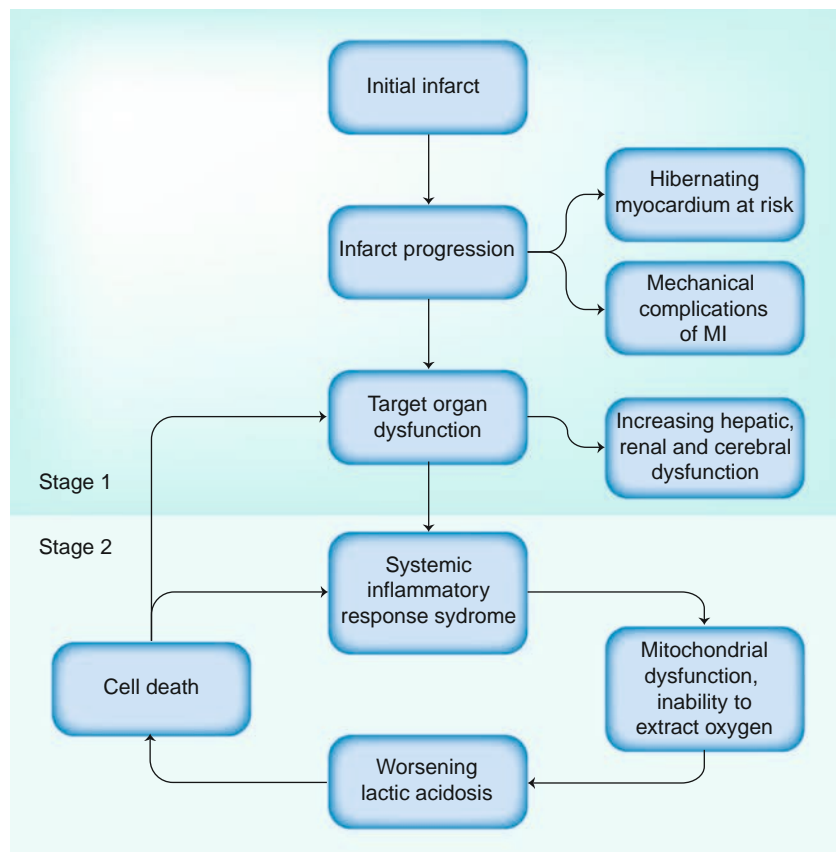 Initial infarct
Hibernating
myocardium at risk
Infarct progression
Mechanical
complications
of MI
Target organ
dysfunction
Increasing hepatic,
renal and cerebral
dysfunction
Stage 1
Stage 2
Systemic
inflammatory
response sydrome
Mitochondrial
dysfunction,
inability to
extract oxygen
Cell death
Worsening
lactic acidosis